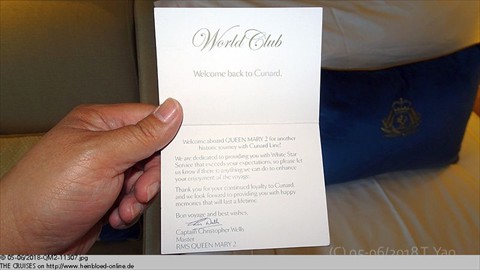 World Club
Welcome back to Cunard.
Welcome aboard QUEEN MARY 2 for another
historic journey with Cunard Line!
We are dedicated to providing you with White Star
Service that exceeds your expectations, so please let
us know if there is anything we can do to enhance
your enjoyment of the voyage.
Thank you for your continued loyalty to Cunard,
and we look forward to providing you with happy
memories that will last a lifetime.
Bon voyage and best wishes,
Captain Christopher Wells
Master
RMS QUEEN MARY 2
(C) 05-06/2018 T. Yao
© 05-06/2018-QM2-11307.jpg
THE CRUISES on http://www.heinbloed-online.de